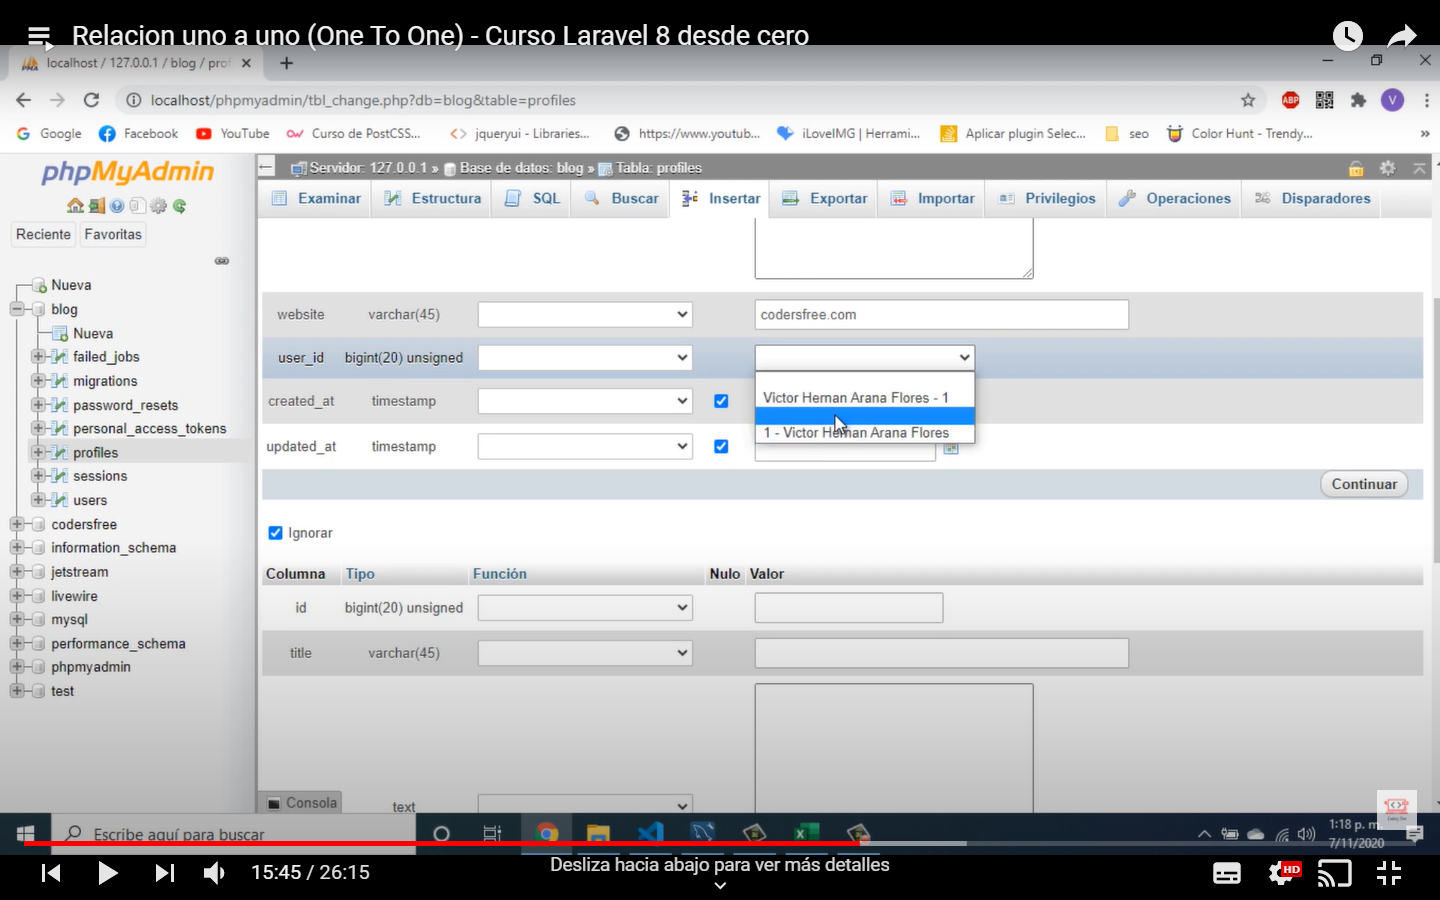 Relacion uno a uno (One To One) - Curso Laravel 8 desde cero
localhost / 127.0.0.1 / blog / prof
localhost/phpmyadmin/tbl_change.php?db=blog&table=profiles
ABP
V
Google
Facebook
YouTube
Curso de PostCSS...
jqueryui - Libraries...
https://www.youtub...
iLoveIMG | Herrami...
Aplicar plugin Selec...
seo
Color Hunt - Trendy...
»
phpMyAdmin
Reciente
Favoritas
Nueva
blog
Nueva
failed_jobs
migrations
password_resets
personal_access_tokens
profiles
sessions
users
codersfree
information_schema
jetstream
livewire
mysql
performance_schema
phpmyadmin
test
Servidor: 127.0.0.1 » Base de datos: blog » Tabla: profiles
Examinar
Estructura
SQL
Buscar
Insertar
Exportar
Importar
Privilegios
Operaciones
Disparadores
website varchar(45) codersfree.com
user_id bigint(20) unsigned
Victor Hernan Arana Flores - 1
1 - Victor Hernan Arana Flores
created_at timestamp
updated_at timestamp
Continuar
Ignorar
Columna Tipo Función Nulo Valor
id bigint(20) unsigned
title varchar(45)
text
Consola
Escribe aquí para buscar
1:18 p. m.
7/11/2020
15:45 / 26:15
Desliza hacia abajo para ver más detalles
HD